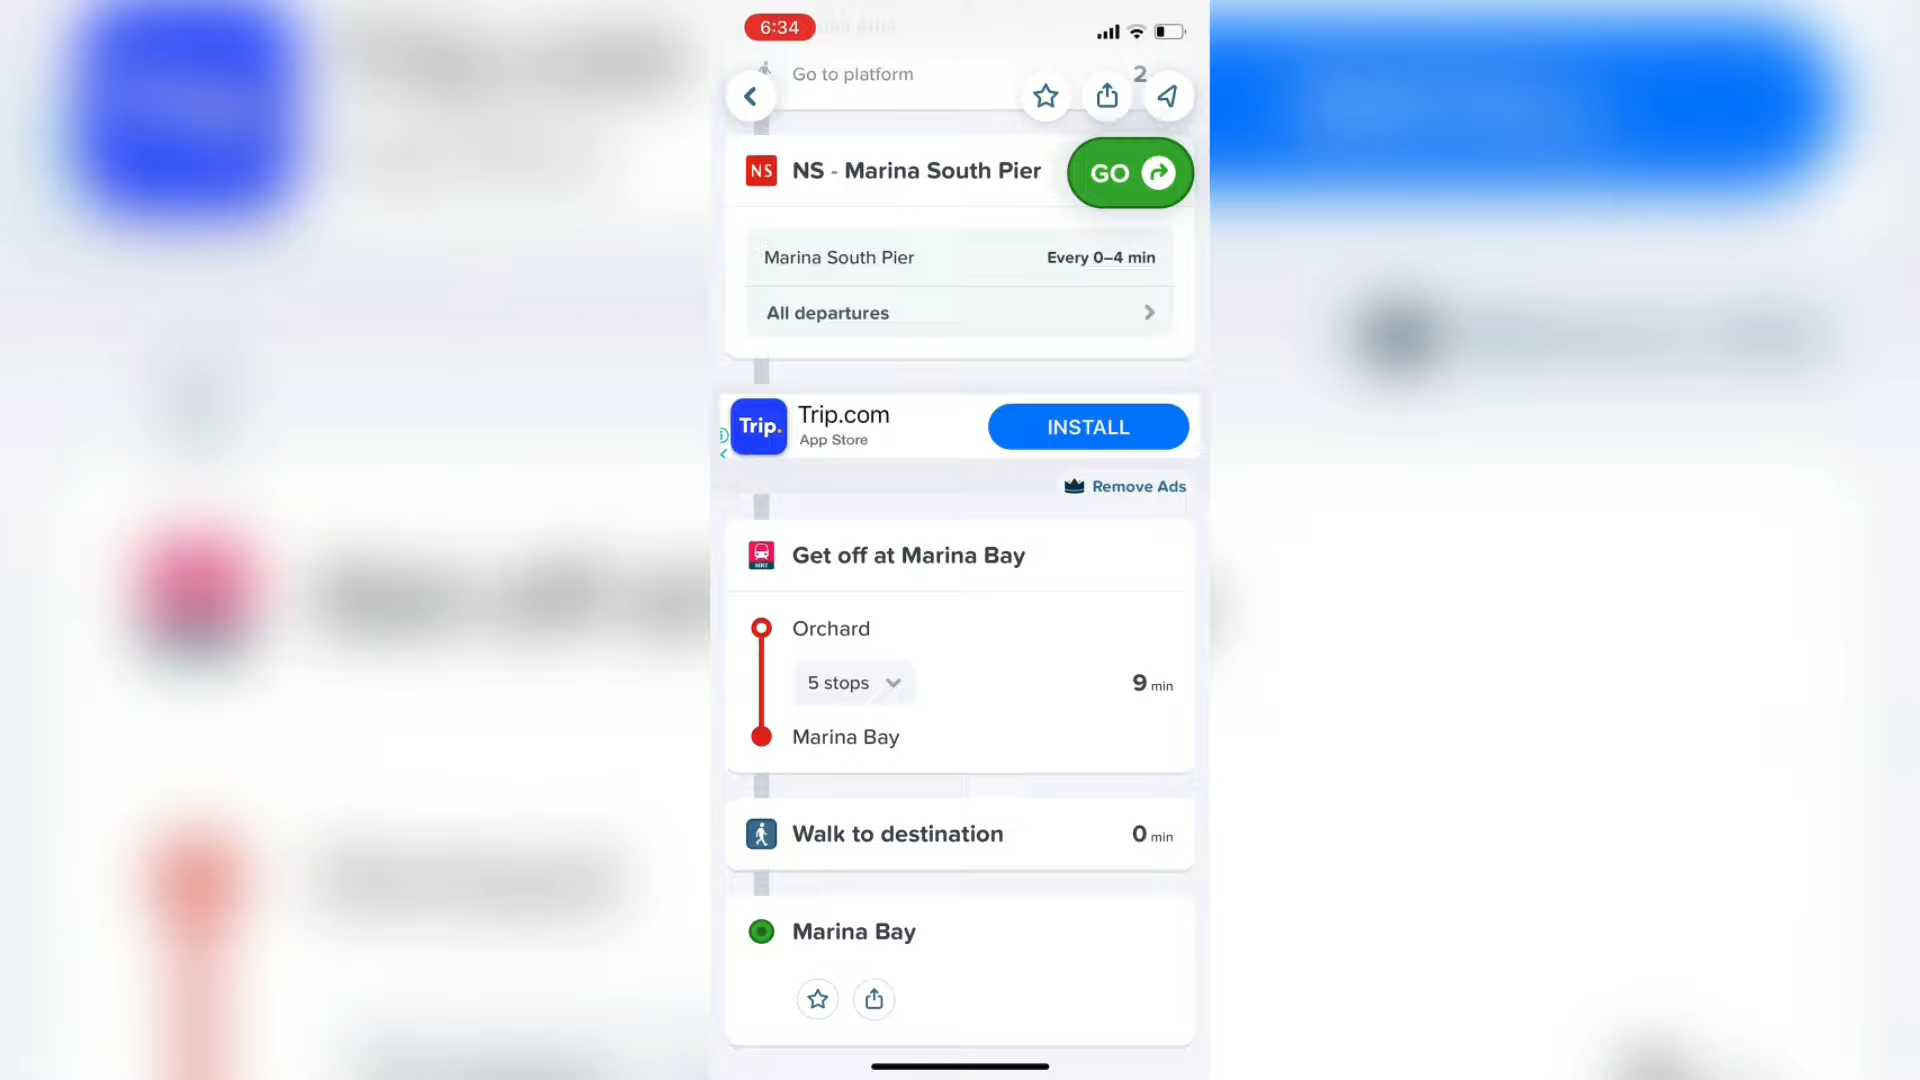 6:34
Go to platform 2
NS NS - Marina South Pier GO
Marina South Pier Every 0–4 min
All departures
Trip. Trip.com INSTALL
App Store
Remove Ads
MRT Get off at Marina Bay
Orchard
5 stops 9 min
Marina Bay
Walk to destination 0 min
Marina Bay